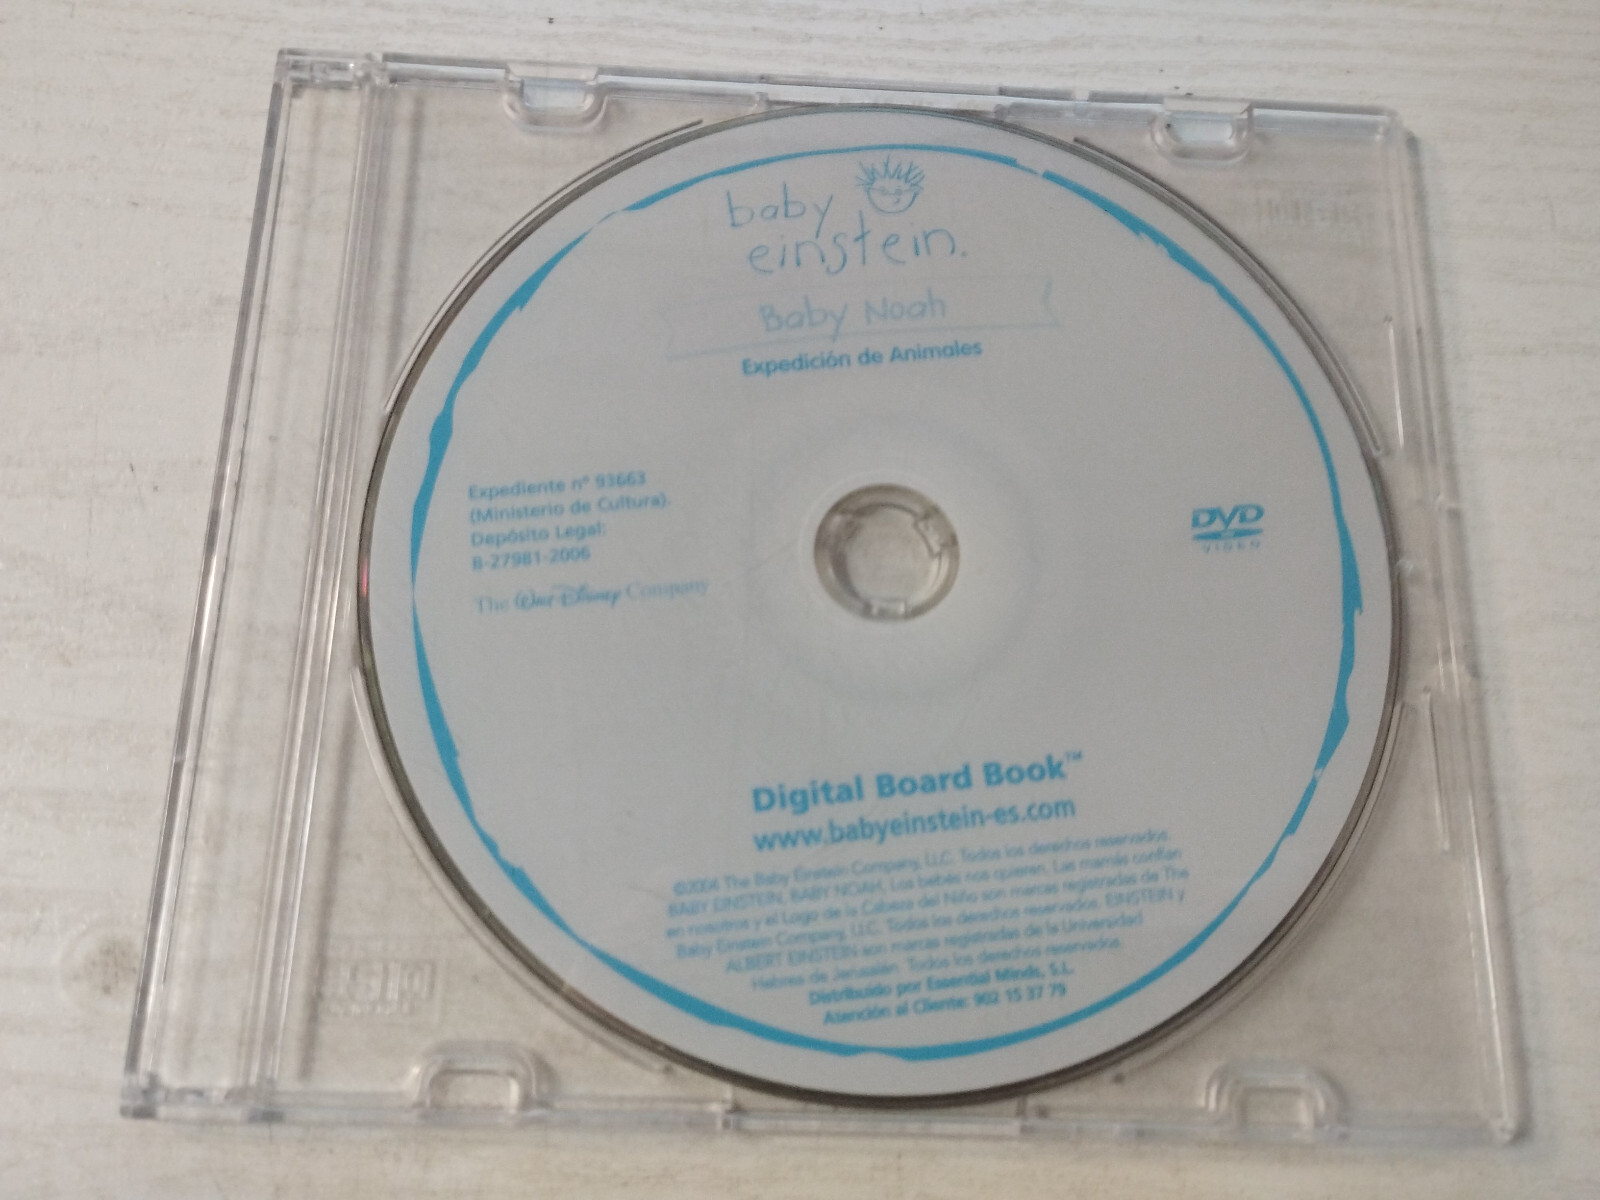 baby
einstein.
Baby Noah
Expedición de Animales
Expediente nº 93663
(Ministerio de Cultura).
Depósito Legal:
B-27981-2006
The Walt Disney Company
DVD
VIDEO
Digital Board Book™
www.babyeinstein-es.com
The Baby Einstein Company, LLC. Todos los derechos reservados.
BABY EINSTEIN, BABY NOAH, Los bebés nos quieren. Las mamás confían
en nosotros y el Logo de la Cabeza del Niño son marcas registradas de The
Baby Einstein Company, LLC. Todos los derechos reservados. EINSTEIN y
ALBERT EINSTEIN son marcas registradas de la Universidad
Hebrea de Jerusalén. Todos los derechos reservados.
Distribuido por Essential Minds, S.L.
Atención al Cliente: 902 15 37 79